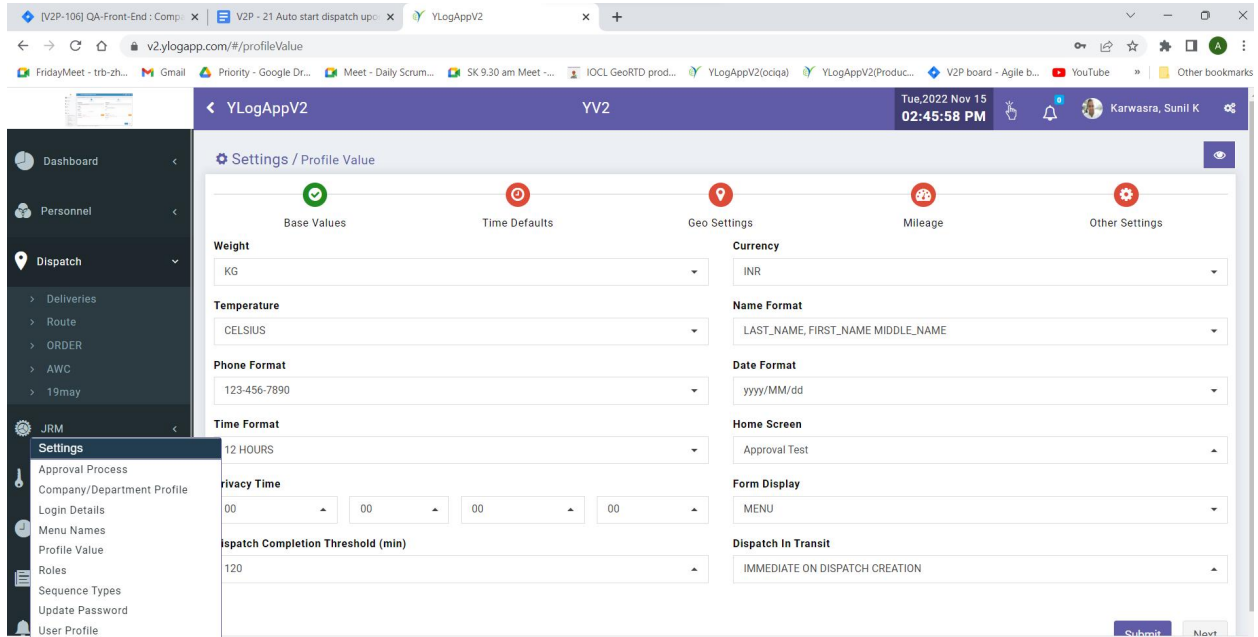 [V2P-106] QA-Front-End : Compa
V2P - 21 Auto start dispatch upd
YLogAppV2
v2.ylogapp.com/#/profileValue
A
FridayMeet - trb-zh...
Gmail
Priority - Google Dr...
Meet - Daily Scrum...
SK 9.30 am Meet -...
IOCL GeoRTD prod...
YLogAppV2(ociqa)
YLogAppV2(Produc...
V2P board - Agile b...
YouTube
»
Other bookmarks
YLogAppV2
YV2
Tue,2022 Nov 15
02:45:58 PM
0
Karwasra, Sunil K
Dashboard
Personnel
Dispatch
Deliveries
Route
ORDER
AWC
19may
JRM
Settings
Approval Process
Company/Department Profile
Login Details
Menu Names
Profile Value
Roles
Sequence Types
Update Password
User Profile
Settings / Profile Value
Base Values
Time Defaults
Geo Settings
Mileage
Other Settings
Weight
KG
Currency
INR
Temperature
CELSIUS
Name Format
LAST_NAME, FIRST_NAME MIDDLE_NAME
Phone Format
123-456-7890
Date Format
yyyy/MM/dd
Time Format
12 HOURS
Home Screen
Approval Test
rivacy Time
00
00
00
00
Form Display
MENU
ispatch Completion Threshold (min)
120
Dispatch In Transit
IMMEDIATE ON DISPATCH CREATION
Submit
Next